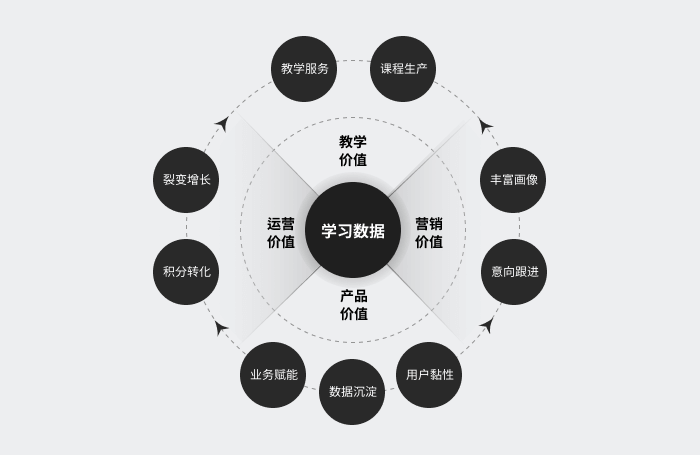 教学服务
课程生产
教学
价值
裂变增长
丰富画像
运营
价值
学习数据
营销
价值
积分转化
意向跟进
产品
价值
业务赋能
数据沉淀
用户黏性